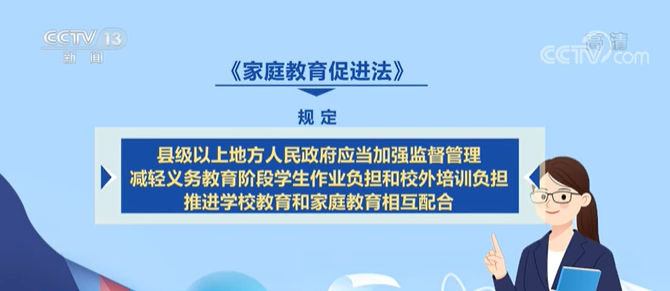 CCTV 13
新闻
高清
CCTV.com
《家庭教育促进法》
规定
县级以上地方人民政府应当加强监督管理
减轻义务教育阶段学生作业负担和校外培训负担
推进学校教育和家庭教育相互配合